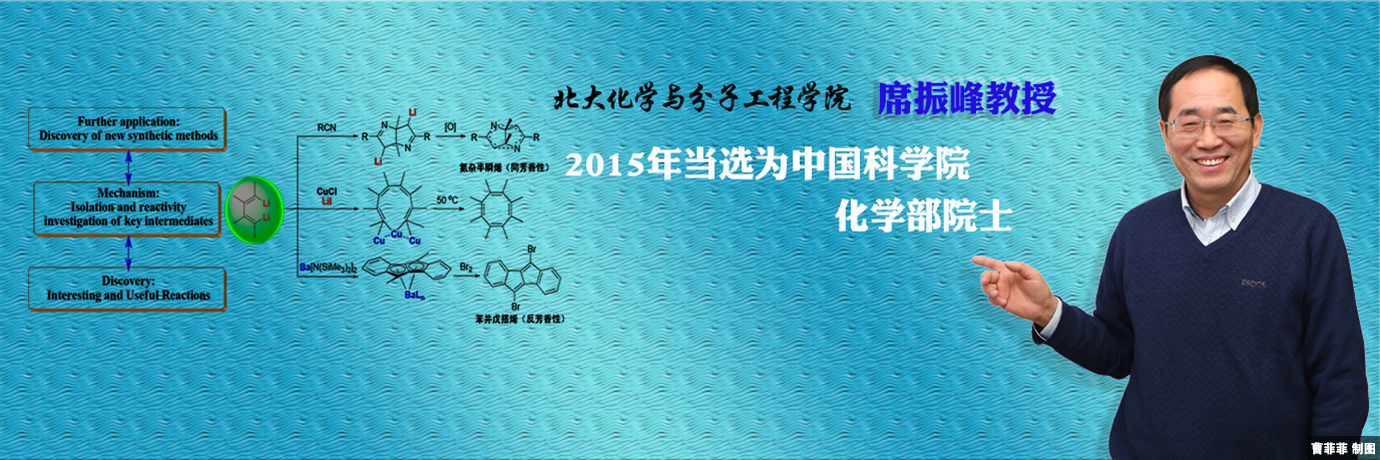 北大化学与分子工程学院 席振峰教授
2015年当选为中国科学院
化学部院士
Further application:
Discovery of new synthetic methods
Mechanism:
Isolation and reactivity
investigation of key intermediates
Discovery:
Interesting and Useful Reactions
Li
Li
RCN
Li
N
R
R
N
Li
[O]
N
R
R
N
氮杂半瞬烯（同芳香性）
CuCl
LiI
Cu
Cu
Cu
50 ºC
Ba[N(SiMe3)2]2
BaLn
Br2
Br
Br
苯并戊搭烯（反芳香性）
曹菲菲 制图